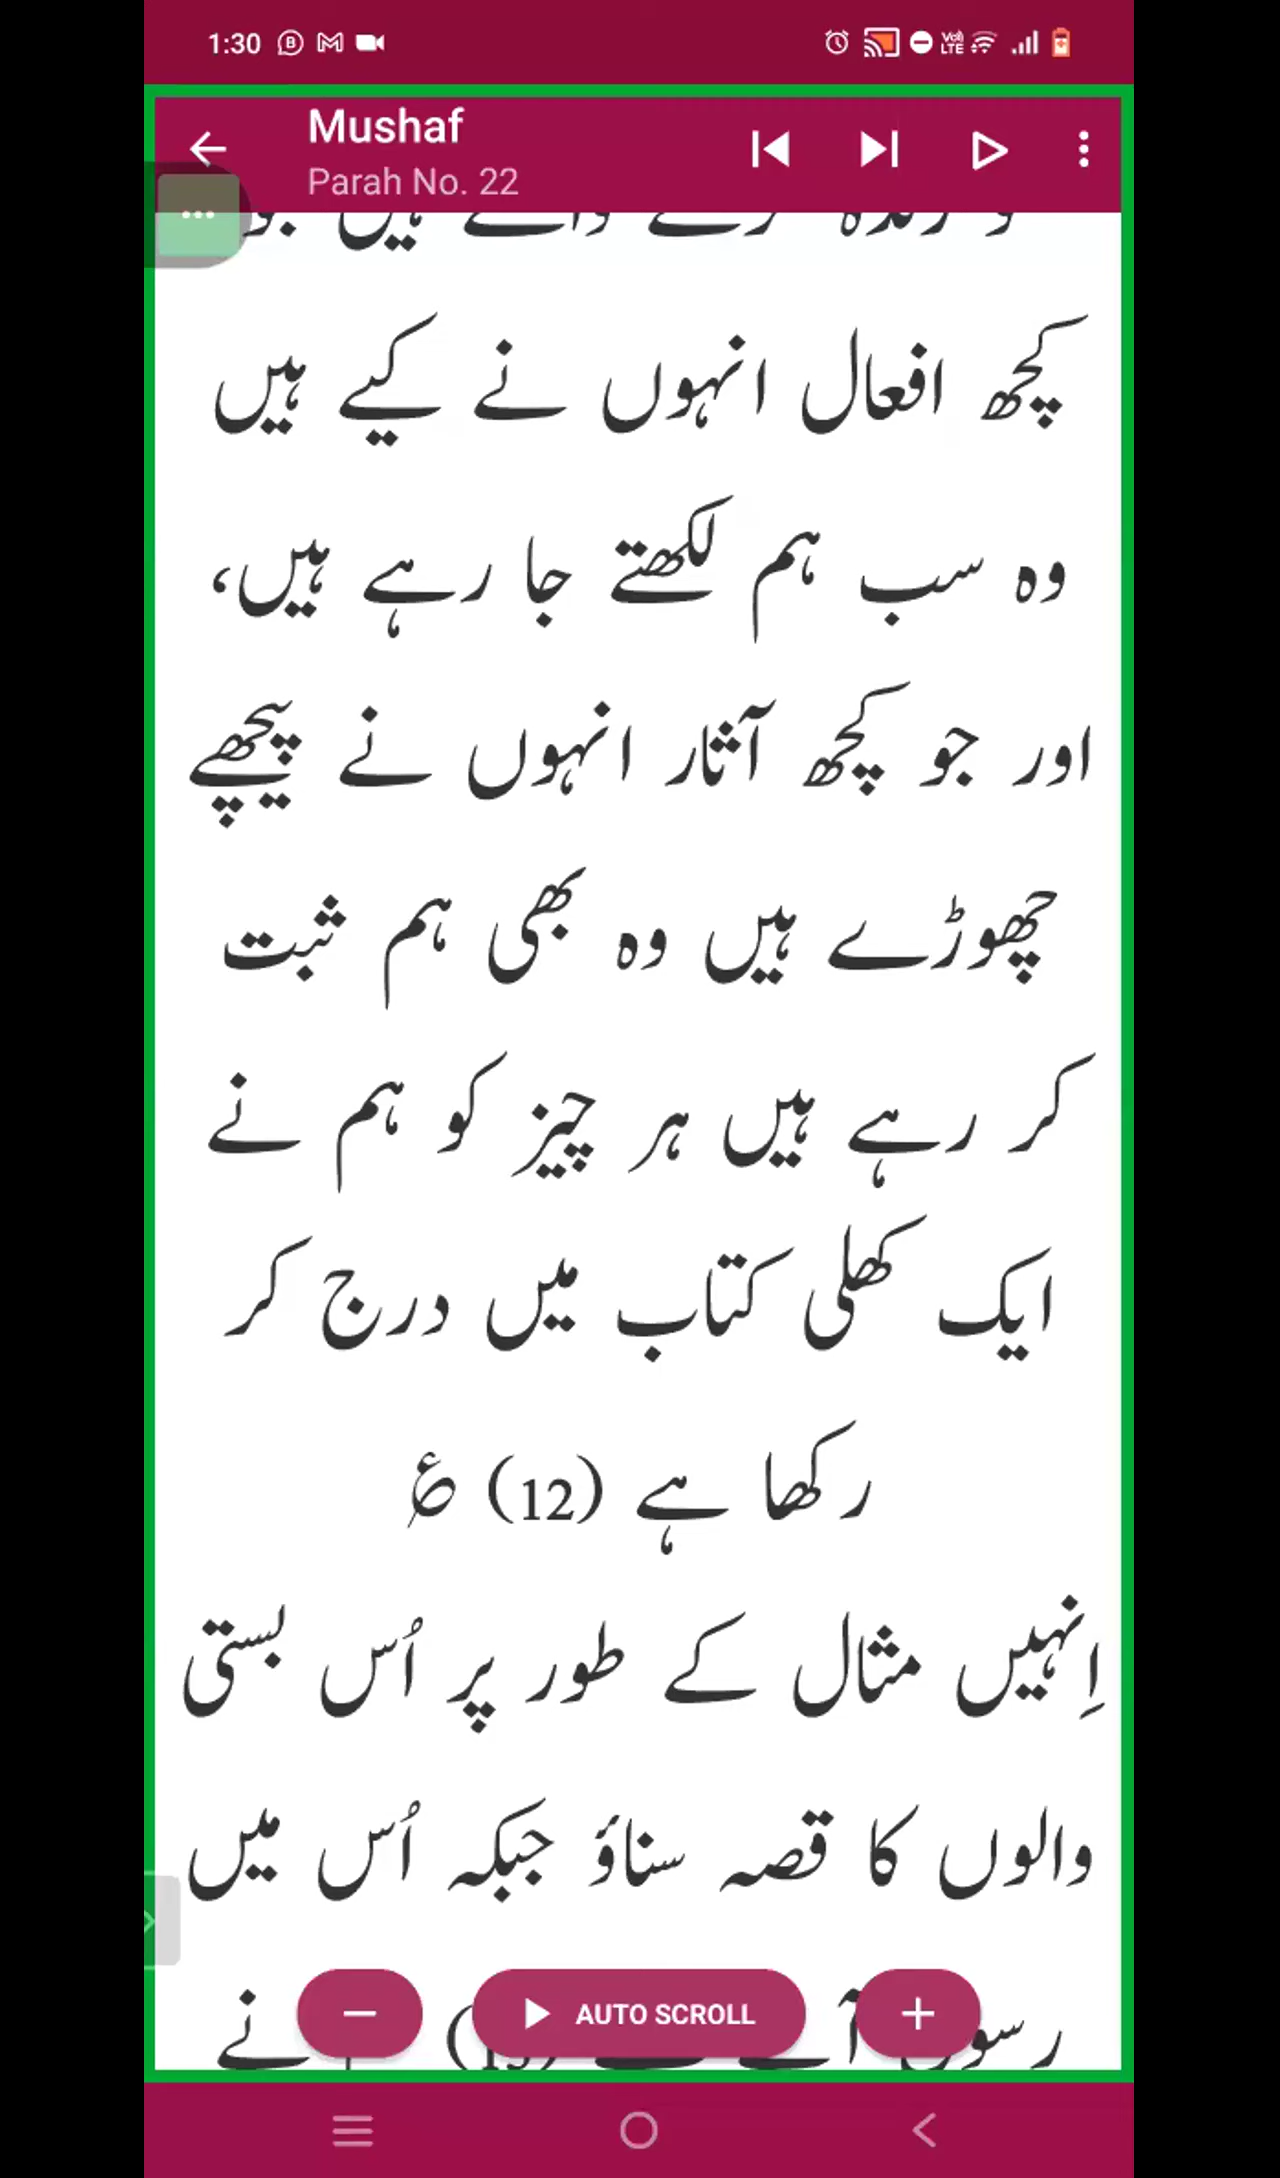 1:30
Mushaf
Parah No. 22
کچھ افعال انہوں نے کیے ہیں
وہ سب ہم لکھتے جا رہے ہیں،
اور جو کچھ آثار انہوں نے پیچھے
چھوڑے ہیں وہ بھی ہم ثبت
کر رہے ہیں ہر چیز کو ہم نے
ایک کھلی کتاب میں درج کر
رکھا ہے (12) ع
اِنہیں مثال کے طور پر اُس بستی
والوں کا قصہ سناؤ جبکہ اُس میں
نے
AUTO SCROLL